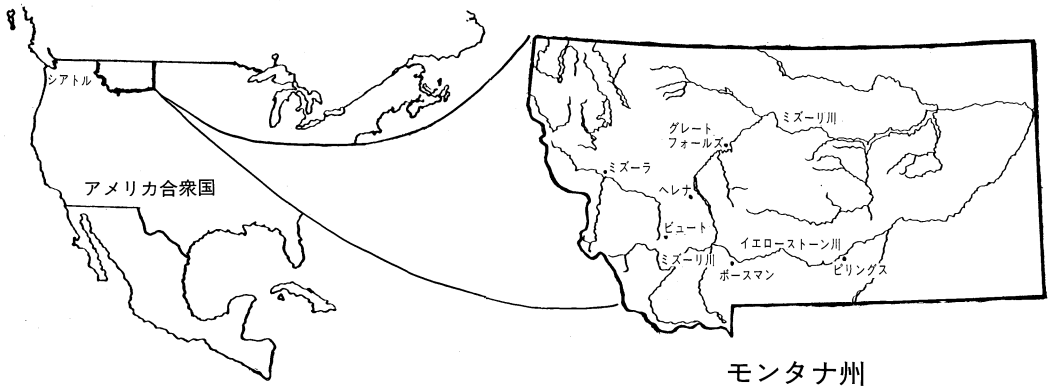 シアトル
アメリカ合衆国
ミズーリ川
グレート
フォールズ
ミズーラ
ヘレナ
ビュート
イエローストーン川
ミズーリ川
ボースマン
ビリングス
モンタナ州